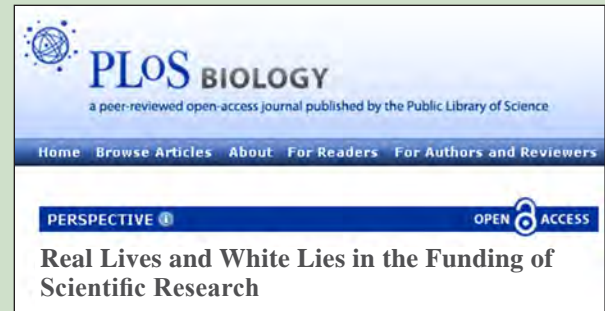 PLoS BIOLOGY
a peer-reviewed open-access journal published by the Public Library of Science
Home Browse Articles About For Readers For Authors and Reviewers
PERSPECTIVE OPEN ACCESS
Real Lives and White Lies in the Funding of
Scientific Research